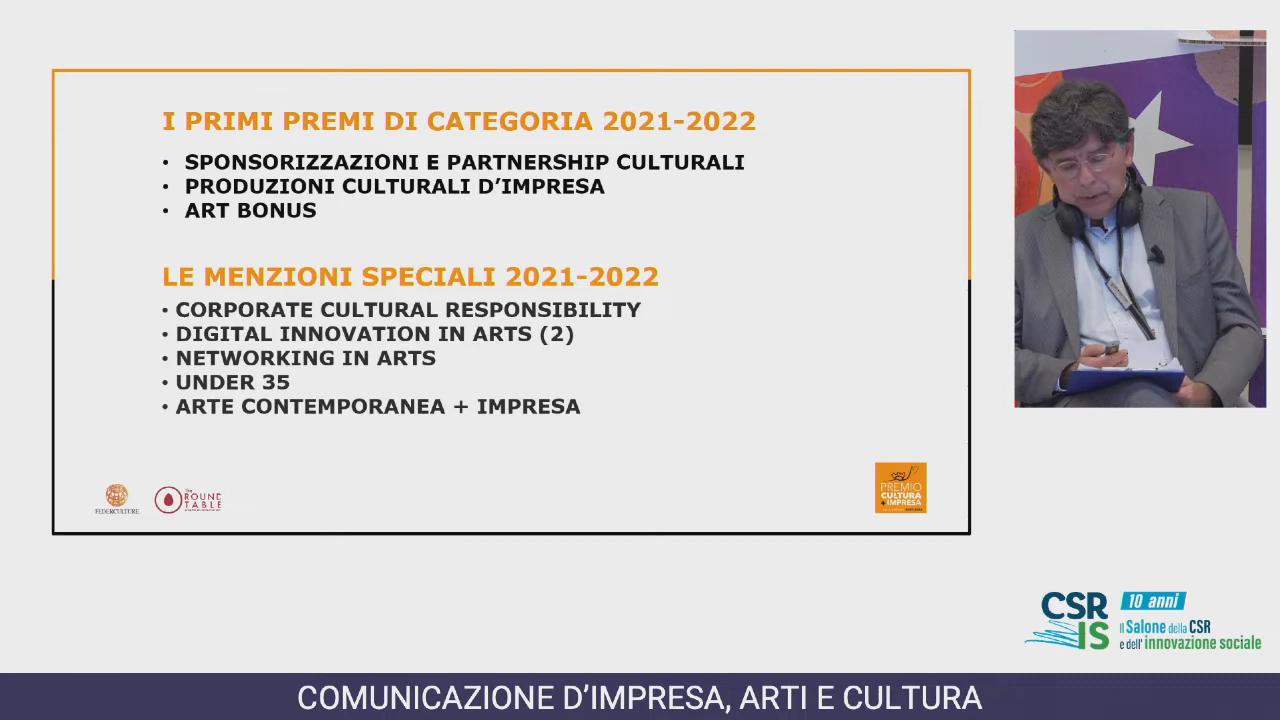 I PRIMI PREMI DI CATEGORIA 2021-2022
• SPONSORIZZAZIONI E PARTNERSHIP CULTURALI
• PRODUZIONI CULTURALI D’IMPRESA
• ART BONUS
LE MENZIONI SPECIALI 2021-2022
• CORPORATE CULTURAL RESPONSIBILITY
• DIGITAL INNOVATION IN ARTS (2)
• NETWORKING IN ARTS
• UNDER 35
• ARTE CONTEMPORANEA + IMPRESA
FEDERCULTURE
The
ROUND
TABLE
PREMIO
CULTURA
+ IMPRESA
CSR
IS
10 anni
Il Salone della CSR
e dell' innovazione sociale
COMUNICAZIONE D’IMPRESA, ARTI E CULTURA